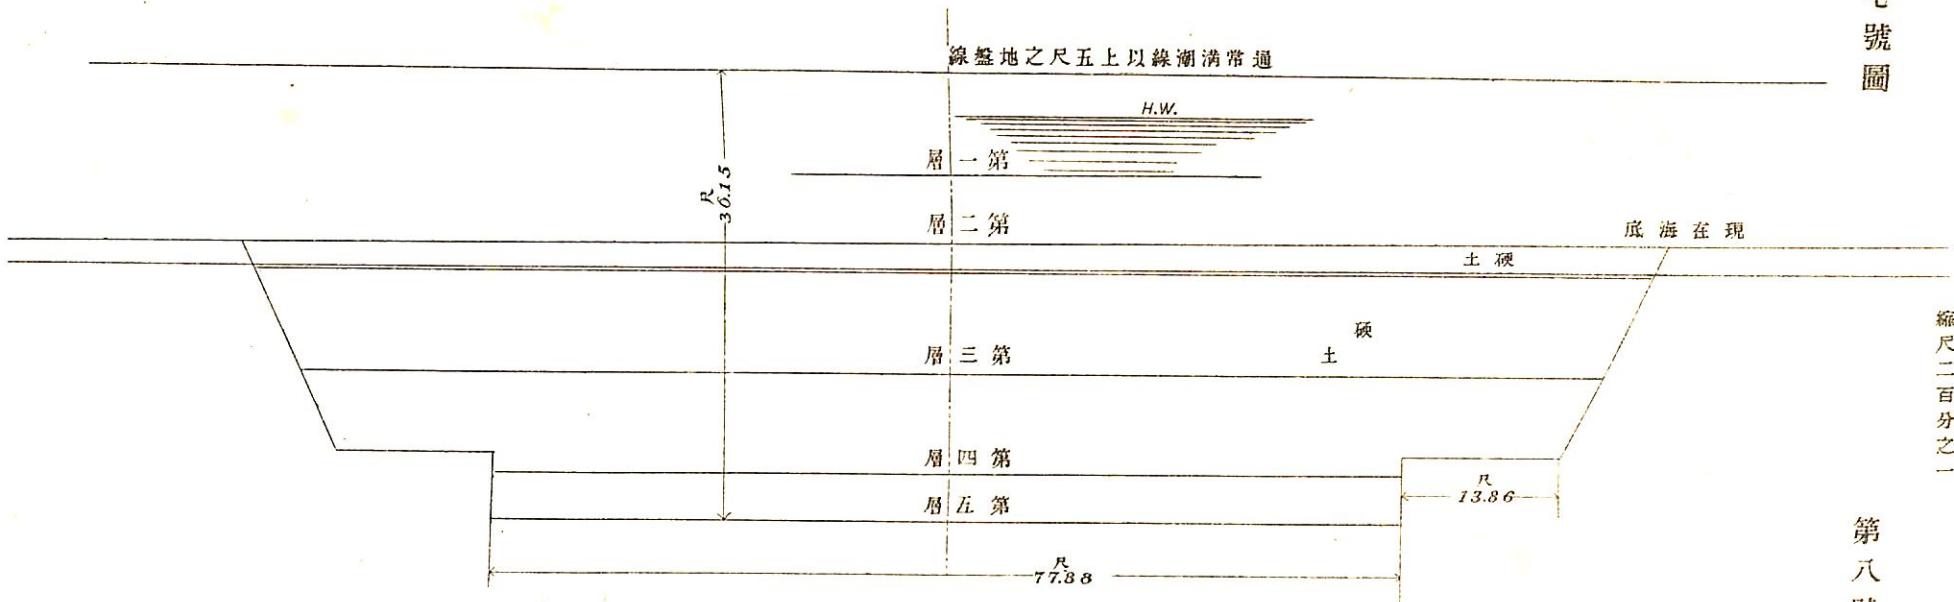 號圖
通常滿潮線以上五尺之地盤線
H.W.
第一層
尺
36.15
第二層
現在海底
硬土
硬土
第三層
縮尺二百分之一
第四層
尺
13.86
第五層
尺
77.88
第八